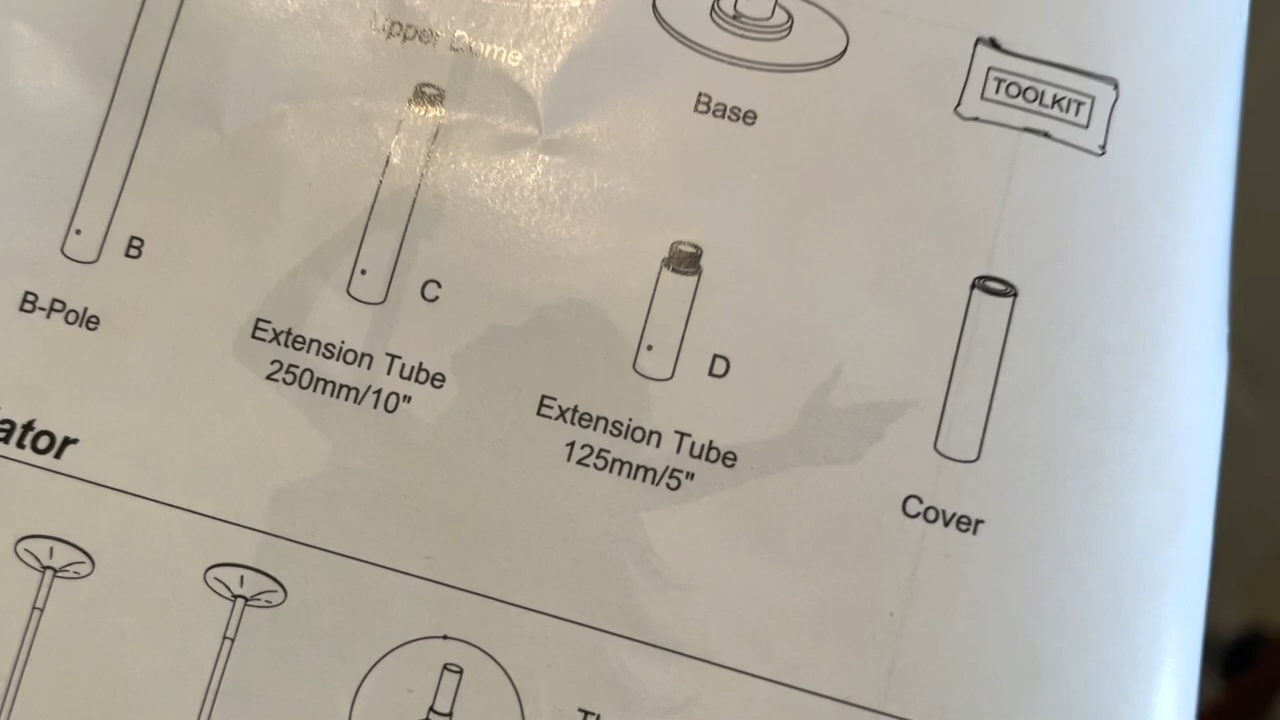 Upper Dome
Base
TOOLKIT
B
B-Pole
C
Extension Tube
250mm/10"
D
Extension Tube
125mm/5"
Cover
ator